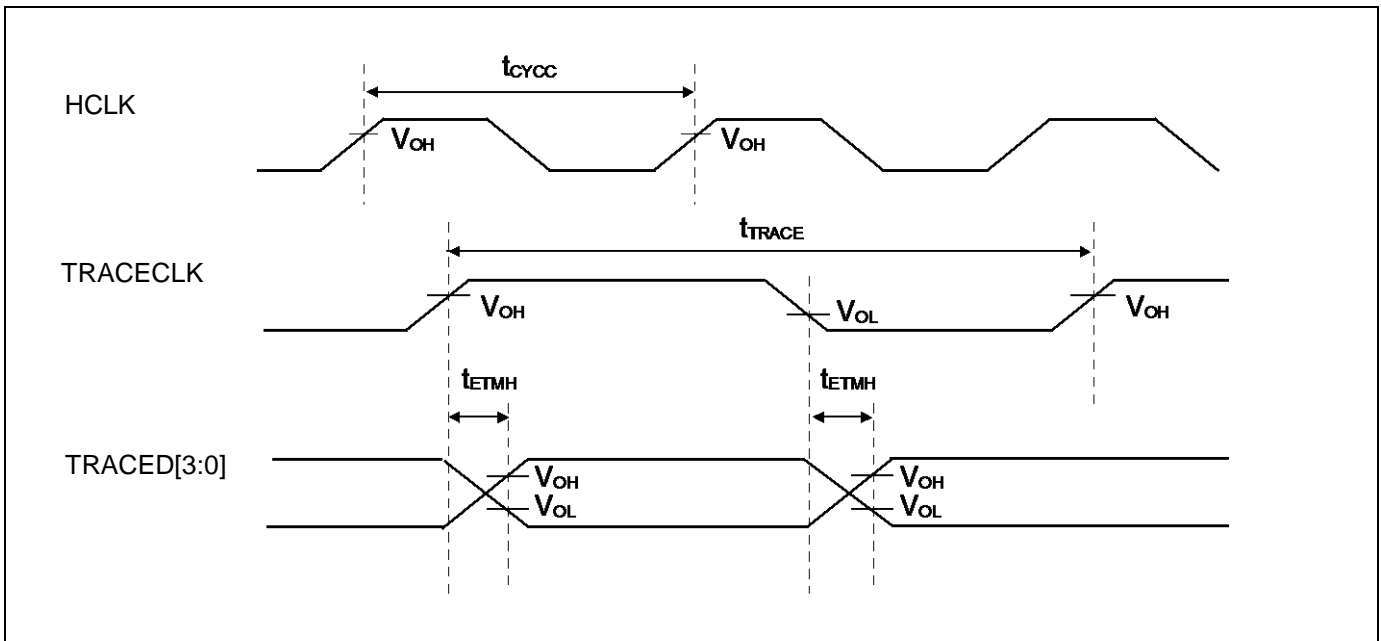 tCYCC
HCLK
VOH VOH
tTRACE
TRACECLK
VOH VOL VOH
tETMH tETMH
TRACED[3:0]
VOH VOH
VOL VOL